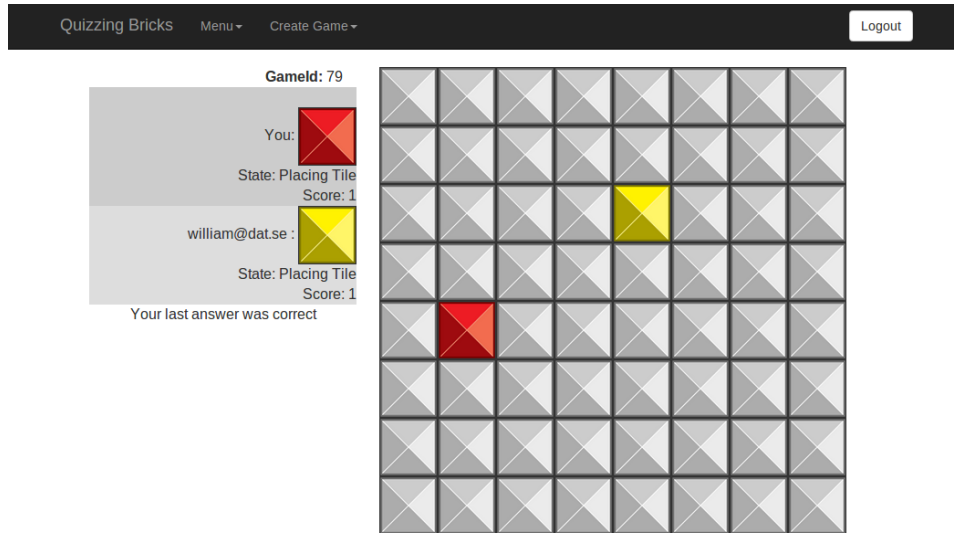 Quizzing Bricks Menu Create Game Logout
GameId: 79
You:
State: Placing Tile
Score: 1
william@dat.se :
State: Placing Tile
Score: 1
Your last answer was correct